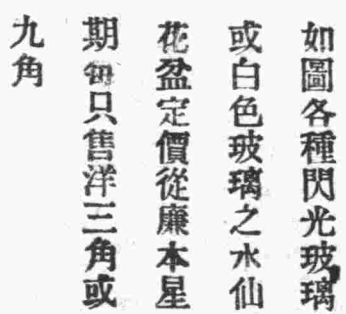 如圖各種閃光玻璃
或白色玻璃之水仙
花盆定價從廉本星
期每只售洋三角或
九角